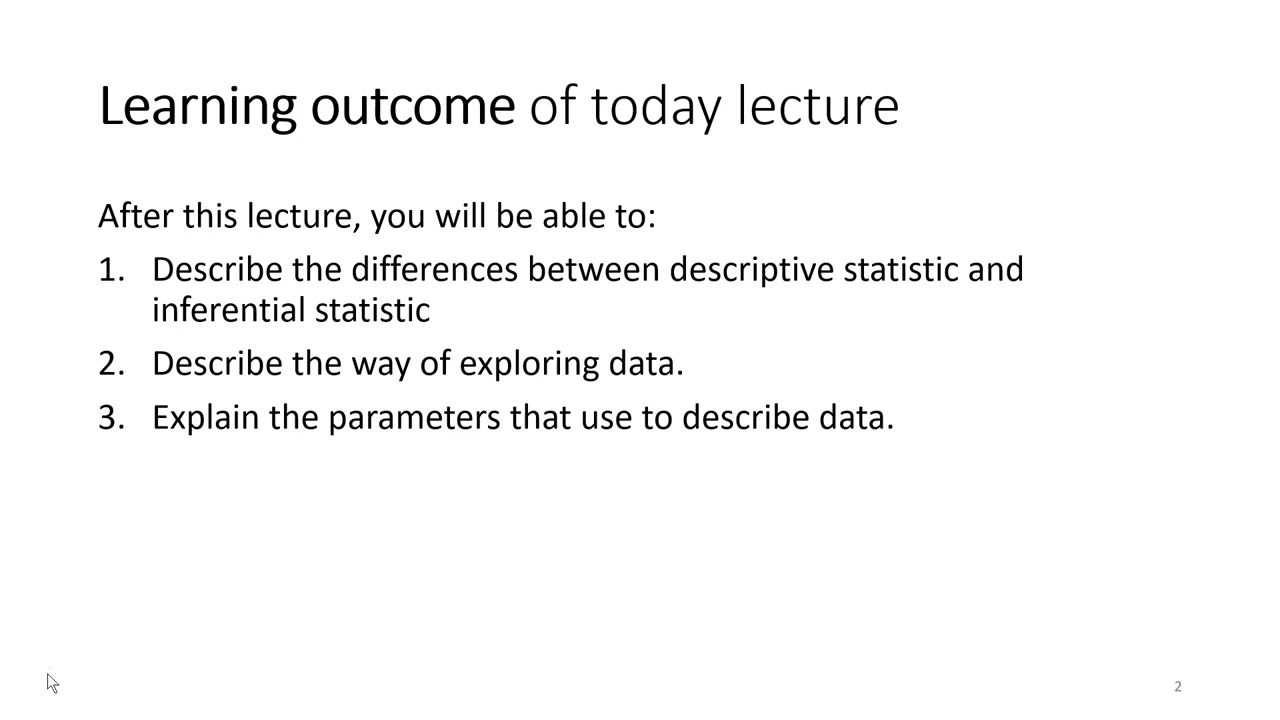 Learning outcome of today lecture
After this lecture, you will be able to:
1. Describe the differences between descriptive statistic and
inferential statistic
2. Describe the way of exploring data.
3. Explain the parameters that use to describe data.
2